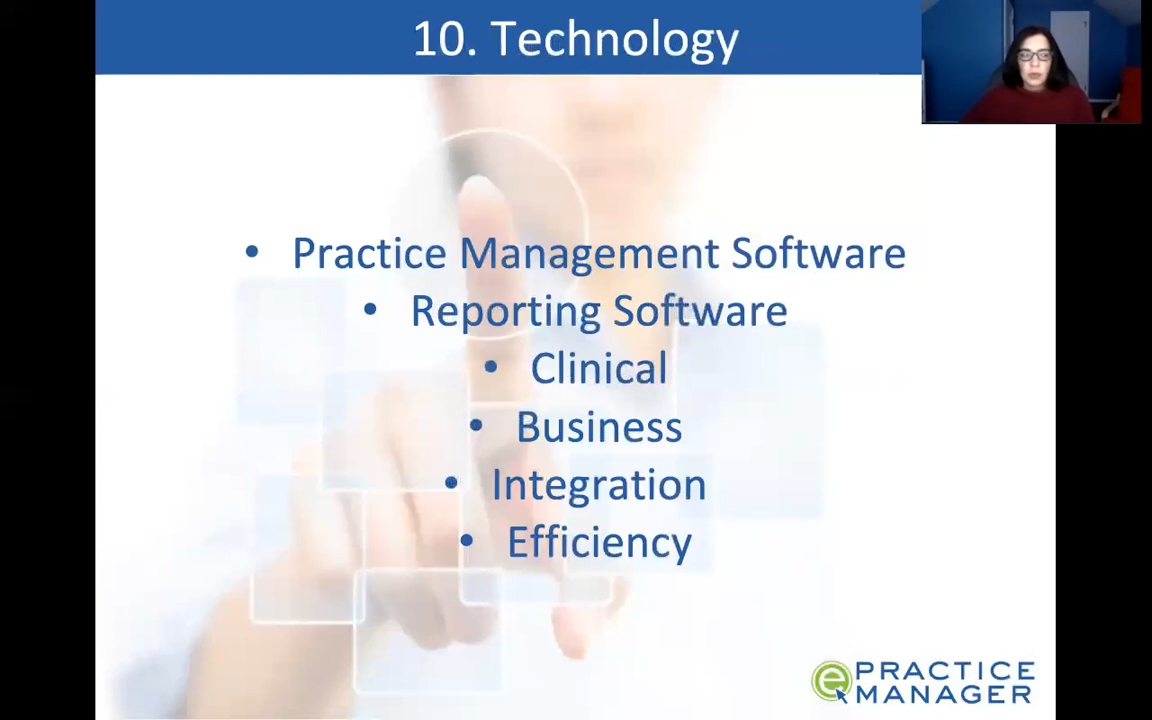 10. Technology
• Practice Management Software
• Reporting Software
• Clinical
• Business
• Integration
• Efficiency
e PRACTICE
MANAGER